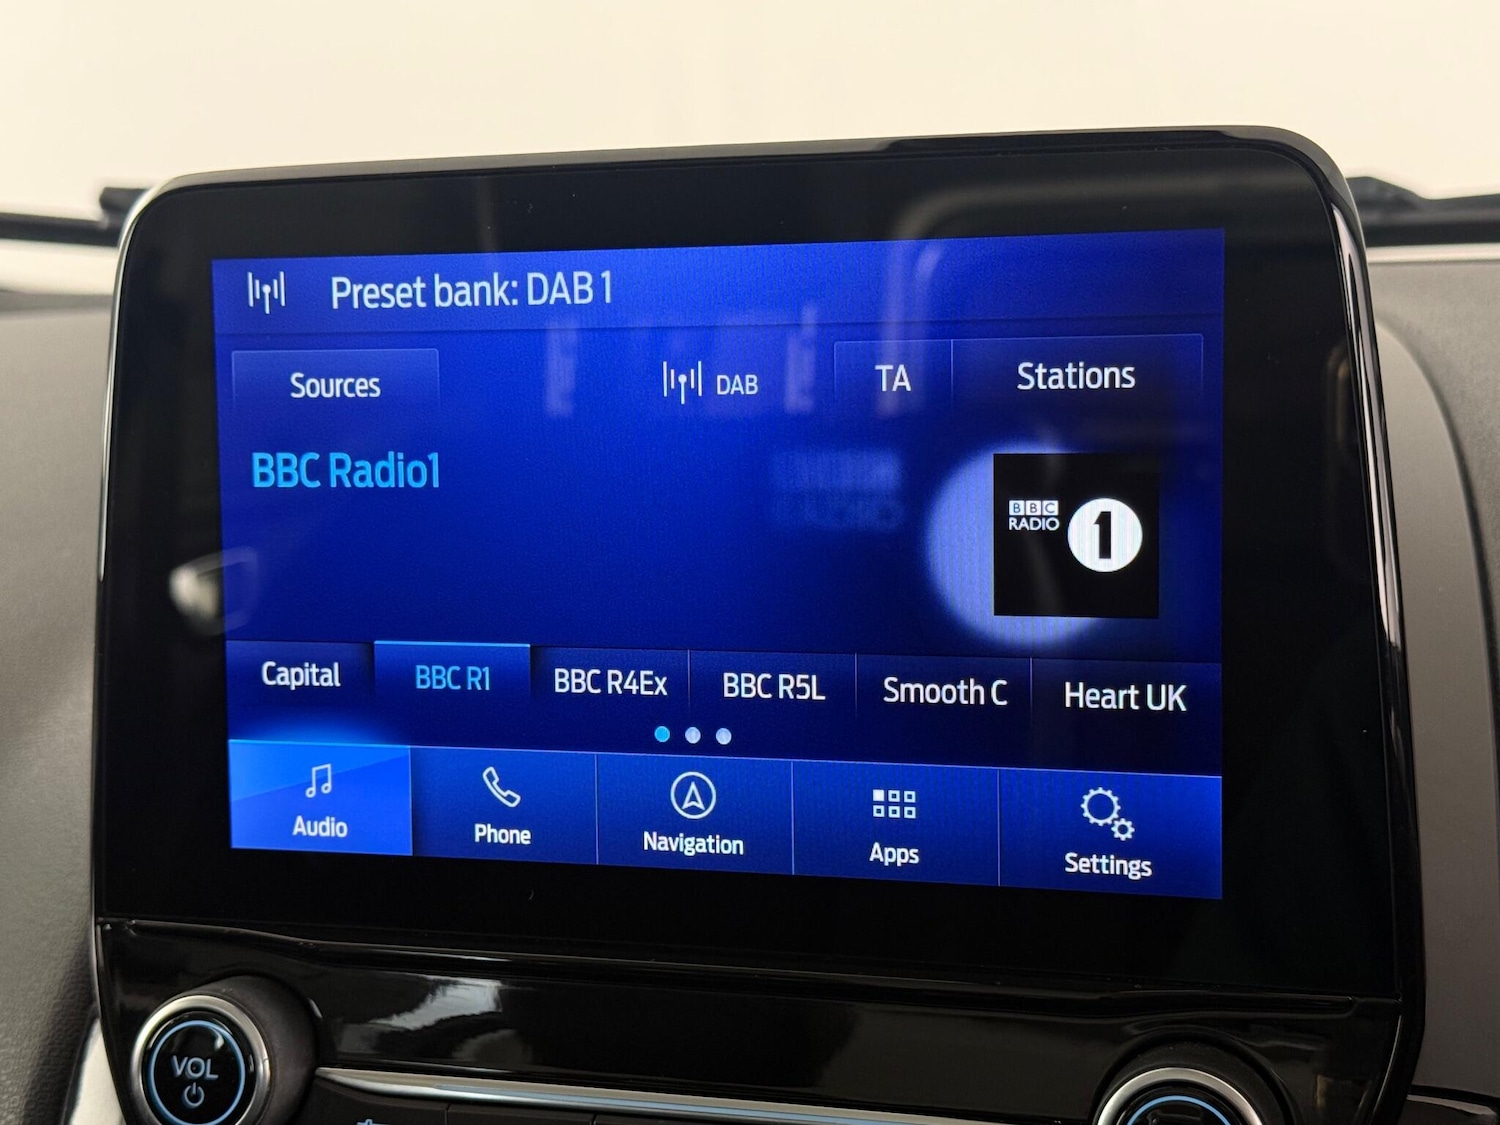 Preset bank: DAB 1
Sources
DAB
TA
Stations
BBC Radio1
BBC
RADIO
1
Capital
BBC R1
BBC R4Ex
BBC R5L
Smooth C
Heart UK
Audio
Phone
Navigation
Apps
Settings
VOL